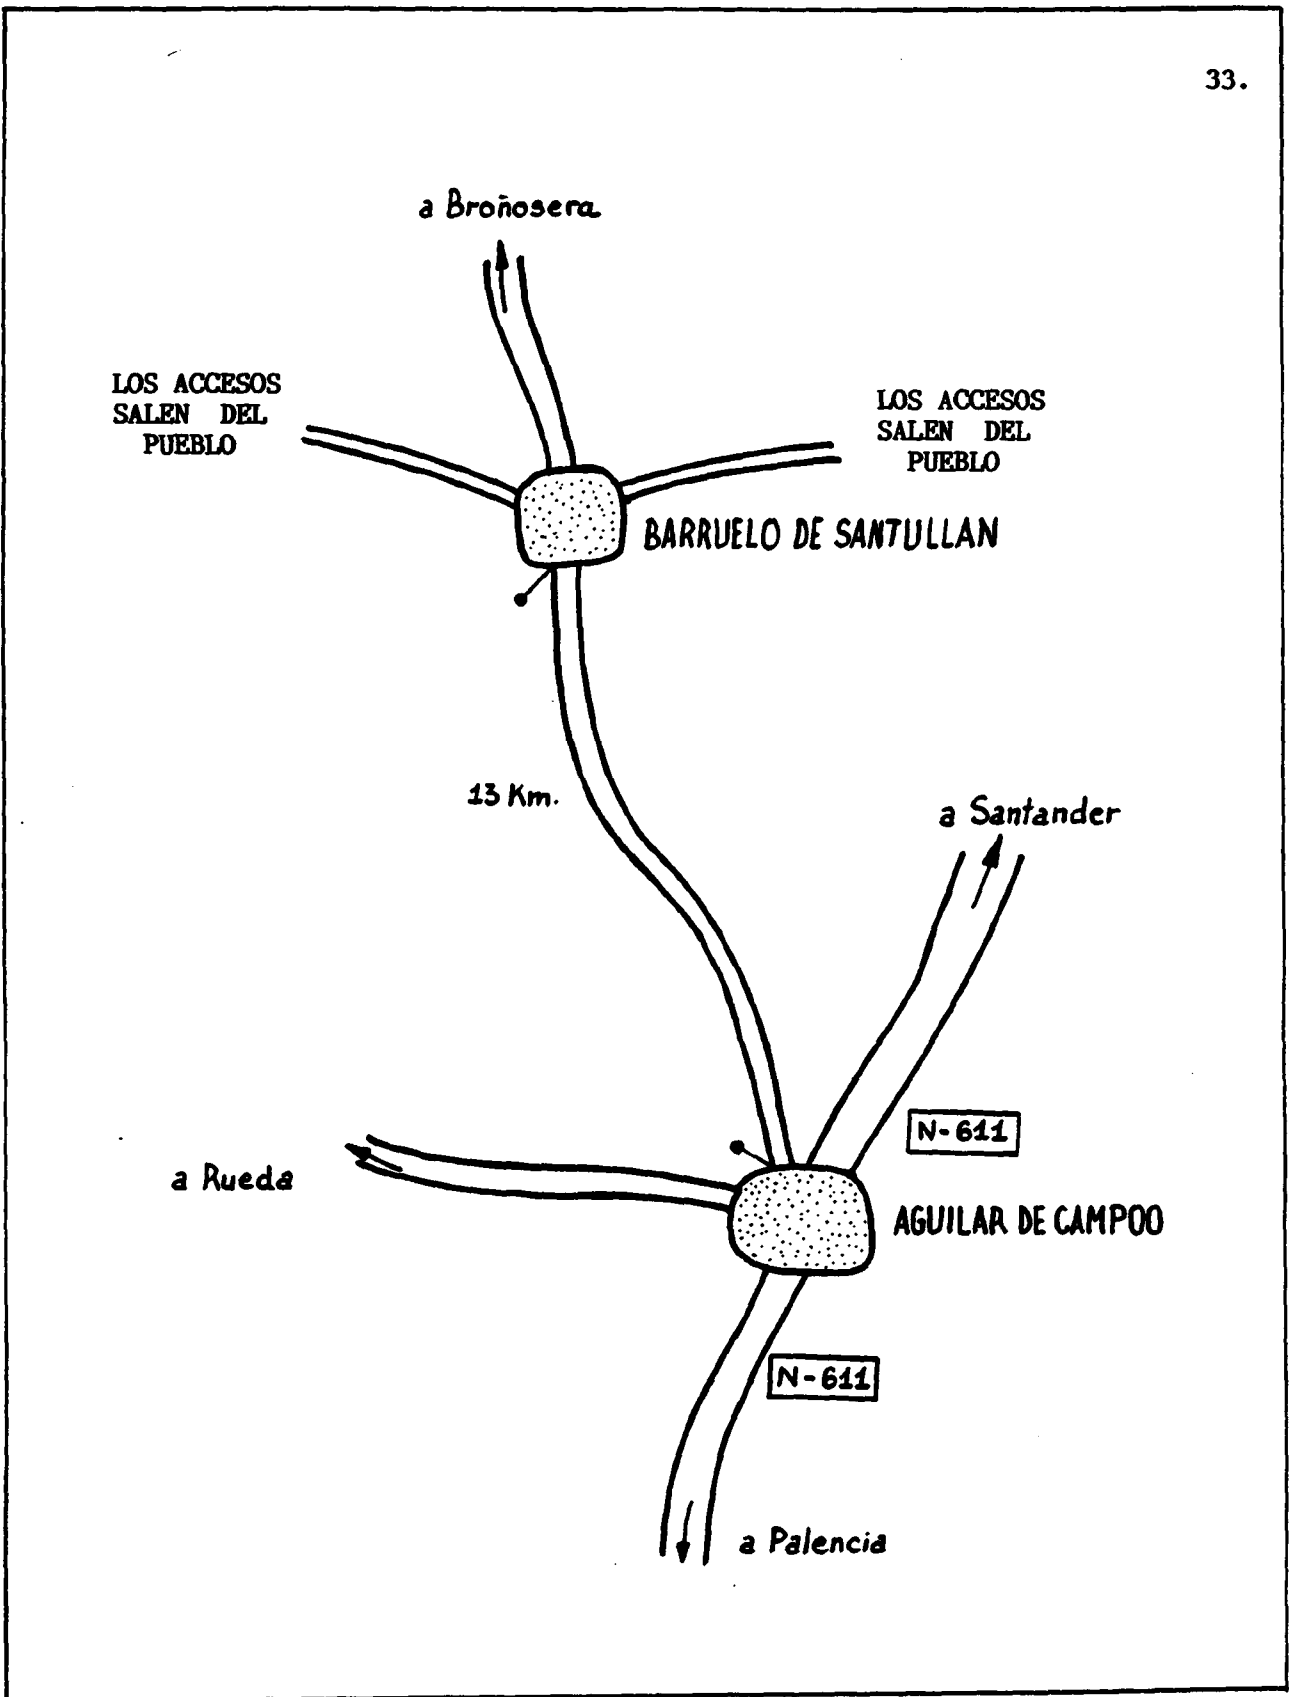 33.
a Broñosera
LOS ACCESOS
SALEN DEL
PUEBLO
LOS ACCESOS
SALEN DEL
PUEBLO
BARRUELO DE SANTULLAN
13 Km.
a Santander
N-611
a Rueda
AGUILAR DE CAMPOO
N-611
a Palencia